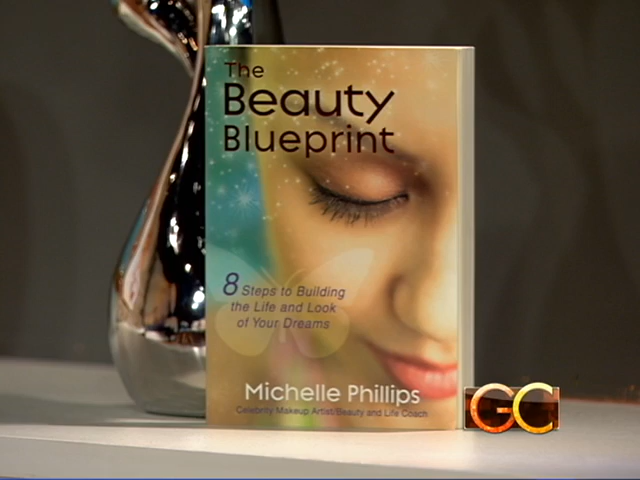 The
Beauty
Blueprint
8 Steps to Building
the Life and Look
of Your Dreams
Michelle Phillips
Celebrity Makeup Artist/Beauty and Life Coach
GC